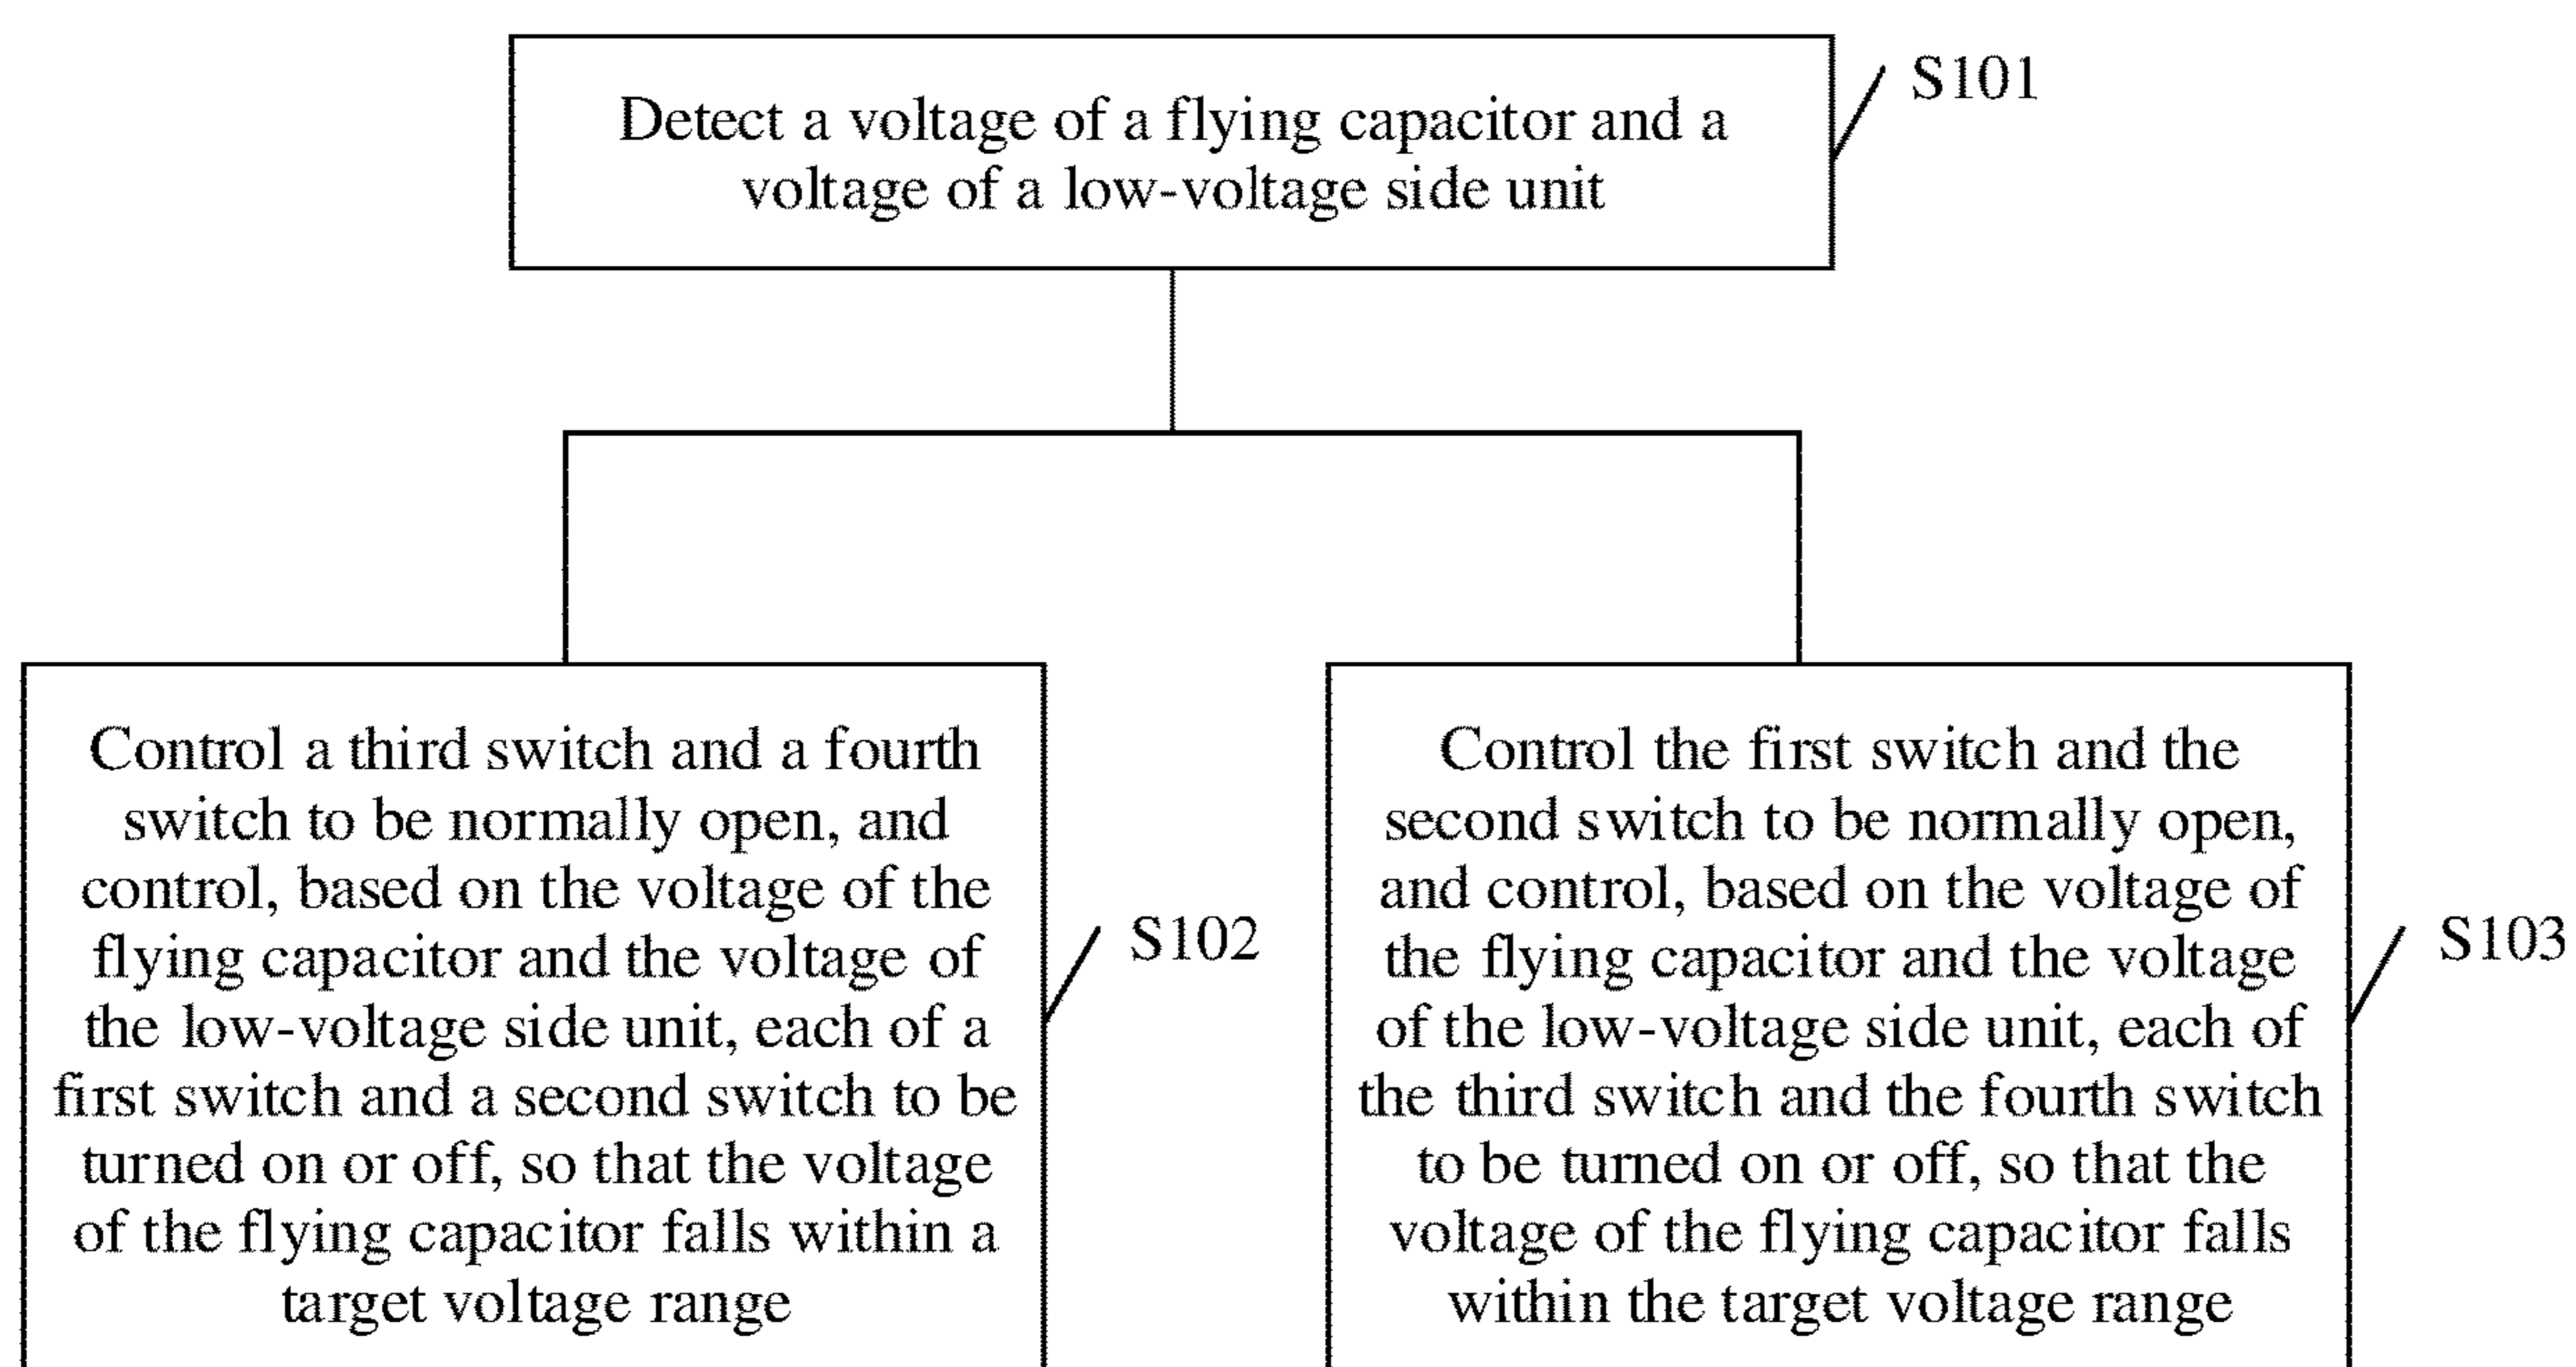 Detect a voltage of a flying capacitor and a
voltage of a low-voltage side unit
S101
Control a third switch and a fourth
switch to be normally open, and
control, based on the voltage of the
flying capacitor and the voltage of
the low-voltage side unit, each of a
first switch and a second switch to be
turned on or off, so that the voltage
of the flying capacitor falls within a
target voltage range
S102
Control the first switch and the
second switch to be normally open,
and control, based on the voltage of
the flying capacitor and the voltage
of the low-voltage side unit, each of
the third switch and the fourth switch
to be turned on or off, so that the
voltage of the flying capacitor falls
within the target voltage range
S103